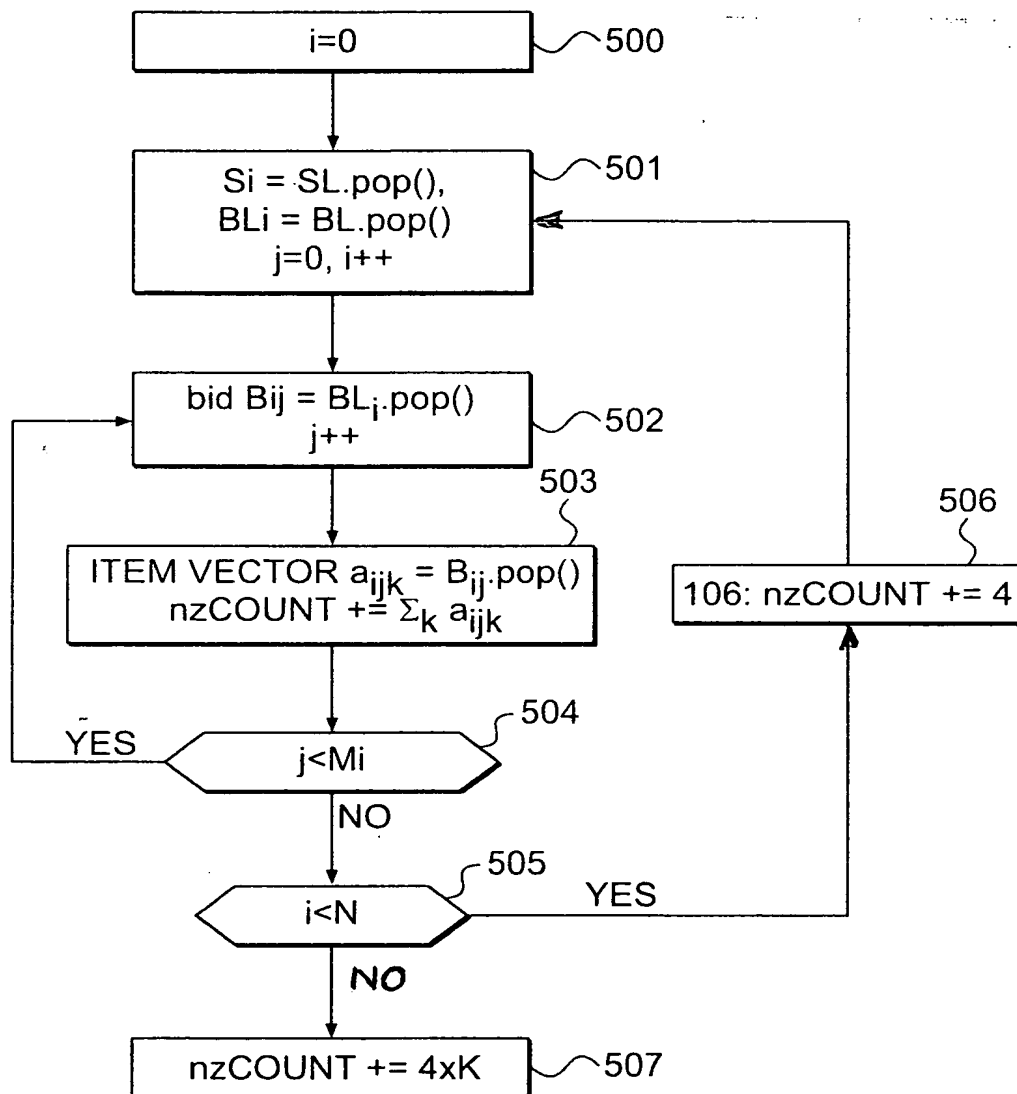 i=0
500
Si = SL.pop(),
BLi = BL.pop()
j=0, i++
501
bid Bij = BLi.pop()
j++
502
503
ITEM VECTOR aijk = Bij.pop()
nzCOUNT += Σk aijk
506
106: nzCOUNT += 4
504
YES
j<Mi
NO
505
i<N
YES
NO
nzCOUNT += 4xK
507